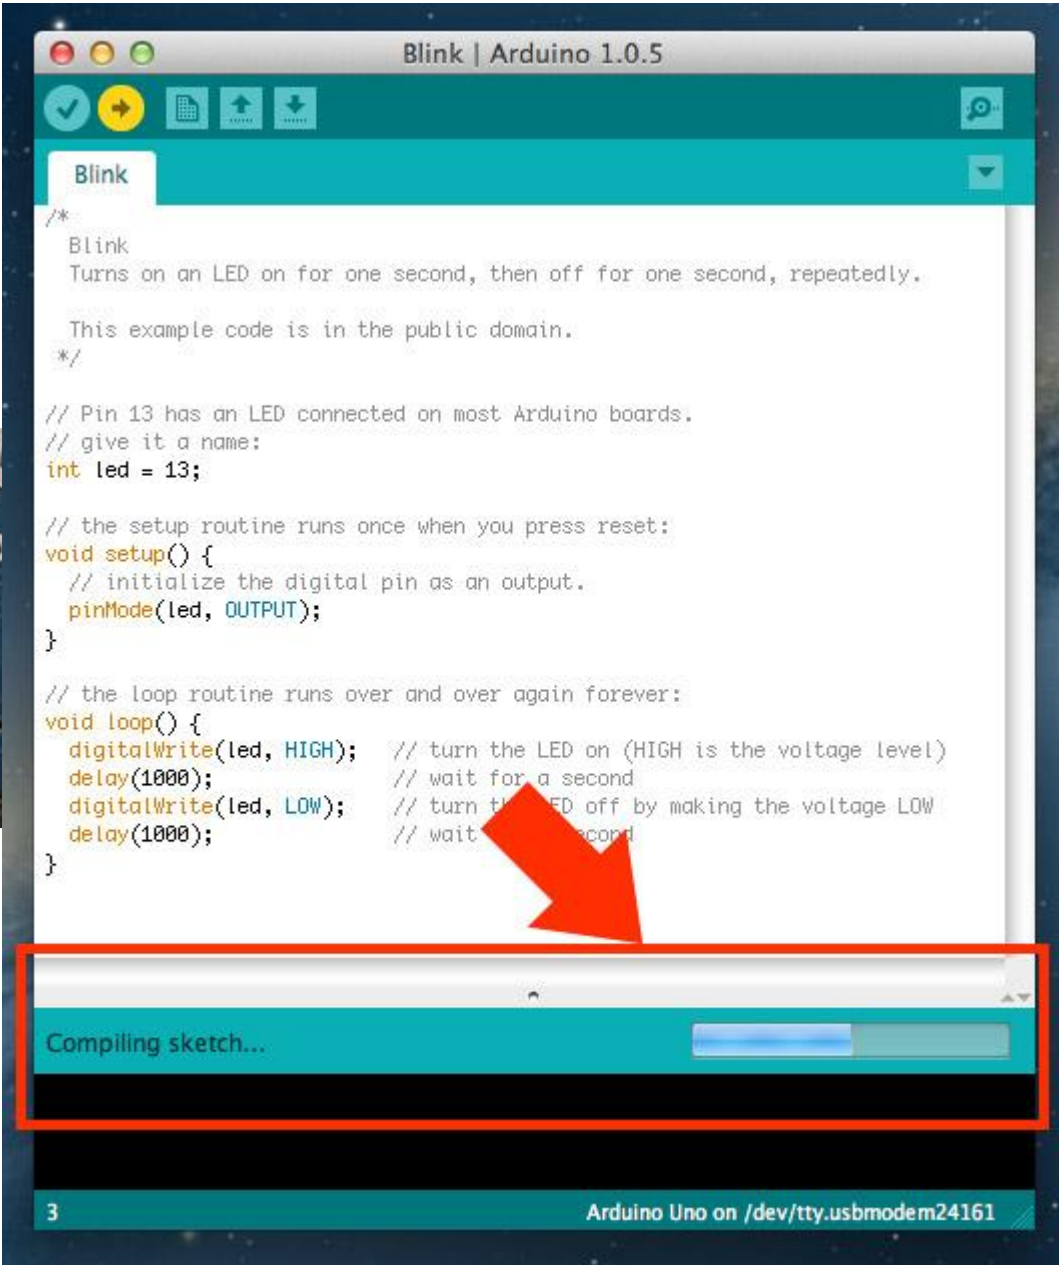 Blink | Arduino 1.0.5
Blink
/*
  Blink
  Turns on an LED on for one second, then off for one second, repeatedly.

  This example code is in the public domain.
 */

// Pin 13 has an LED connected on most Arduino boards.
// give it a name:
int led = 13;

// the setup routine runs once when you press reset:
void setup() {
  // initialize the digital pin as an output.
  pinMode(led, OUTPUT);
}

// the loop routine runs over and over again forever:
void loop() {
  digitalWrite(led, HIGH);   // turn the LED on (HIGH is the voltage level)
  delay(1000);               // wait for a second
  digitalWrite(led, LOW);    // turn the LED off by making the voltage LOW
  delay(1000);               // wait second
}
Compiling sketch...
3 Arduino Uno on /dev/tty.usbmodem24161